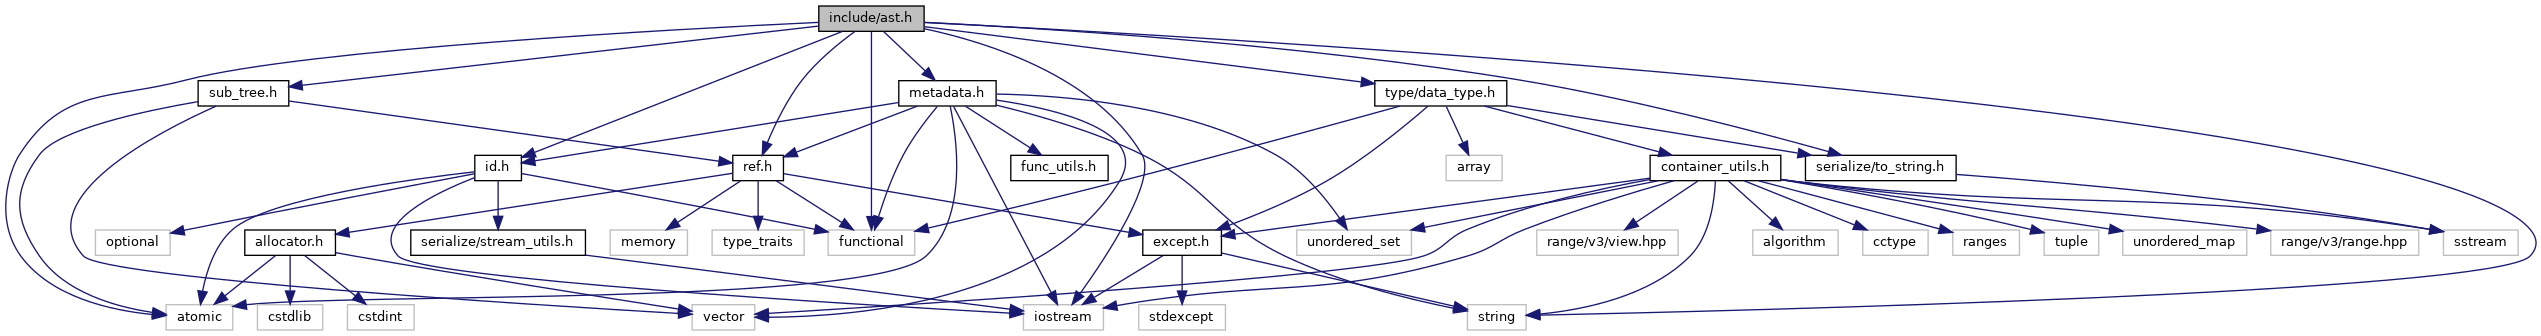 include/ast.h
sub_tree.h
metadata.h
type/data_type.h
id.h
ref.h
func_utils.h
array
container_utils.h
serialize/to_string.h
optional
allocator.h
serialize/stream_utils.h
memory
type_traits
functional
except.h
unordered_set
range/v3/view.hpp
algorithm
cctype
ranges
tuple
unordered_map
range/v3/range.hpp
sstream
atomic
cstdlib
cstdint
vector
iostream
stdexcept
string